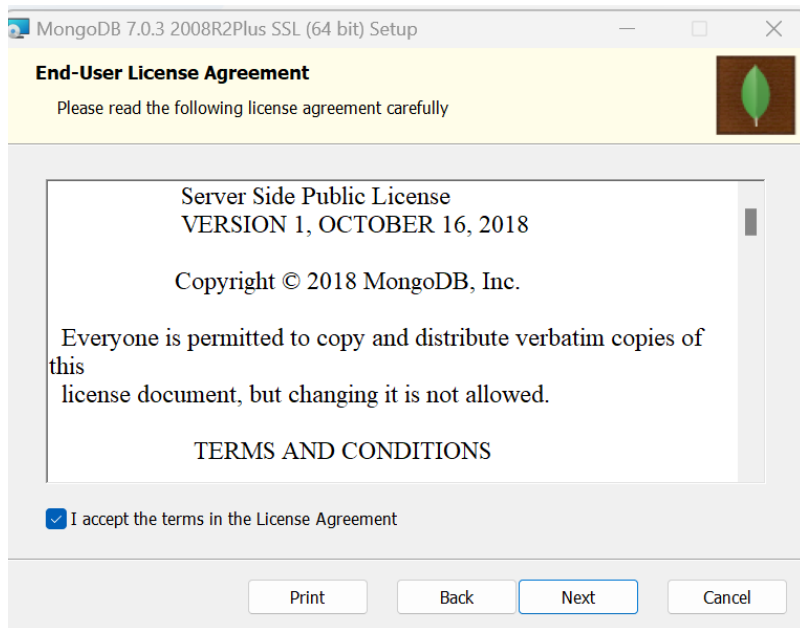 MongoDB 7.0.3 2008R2Plus SSL (64 bit) Setup
End-User License Agreement
Please read the following license agreement carefully
Server Side Public License
VERSION 1, OCTOBER 16, 2018
Copyright © 2018 MongoDB, Inc.
Everyone is permitted to copy and distribute verbatim copies of
this
license document, but changing it is not allowed.
TERMS AND CONDITIONS
I accept the terms in the License Agreement
Print Back Next Cancel